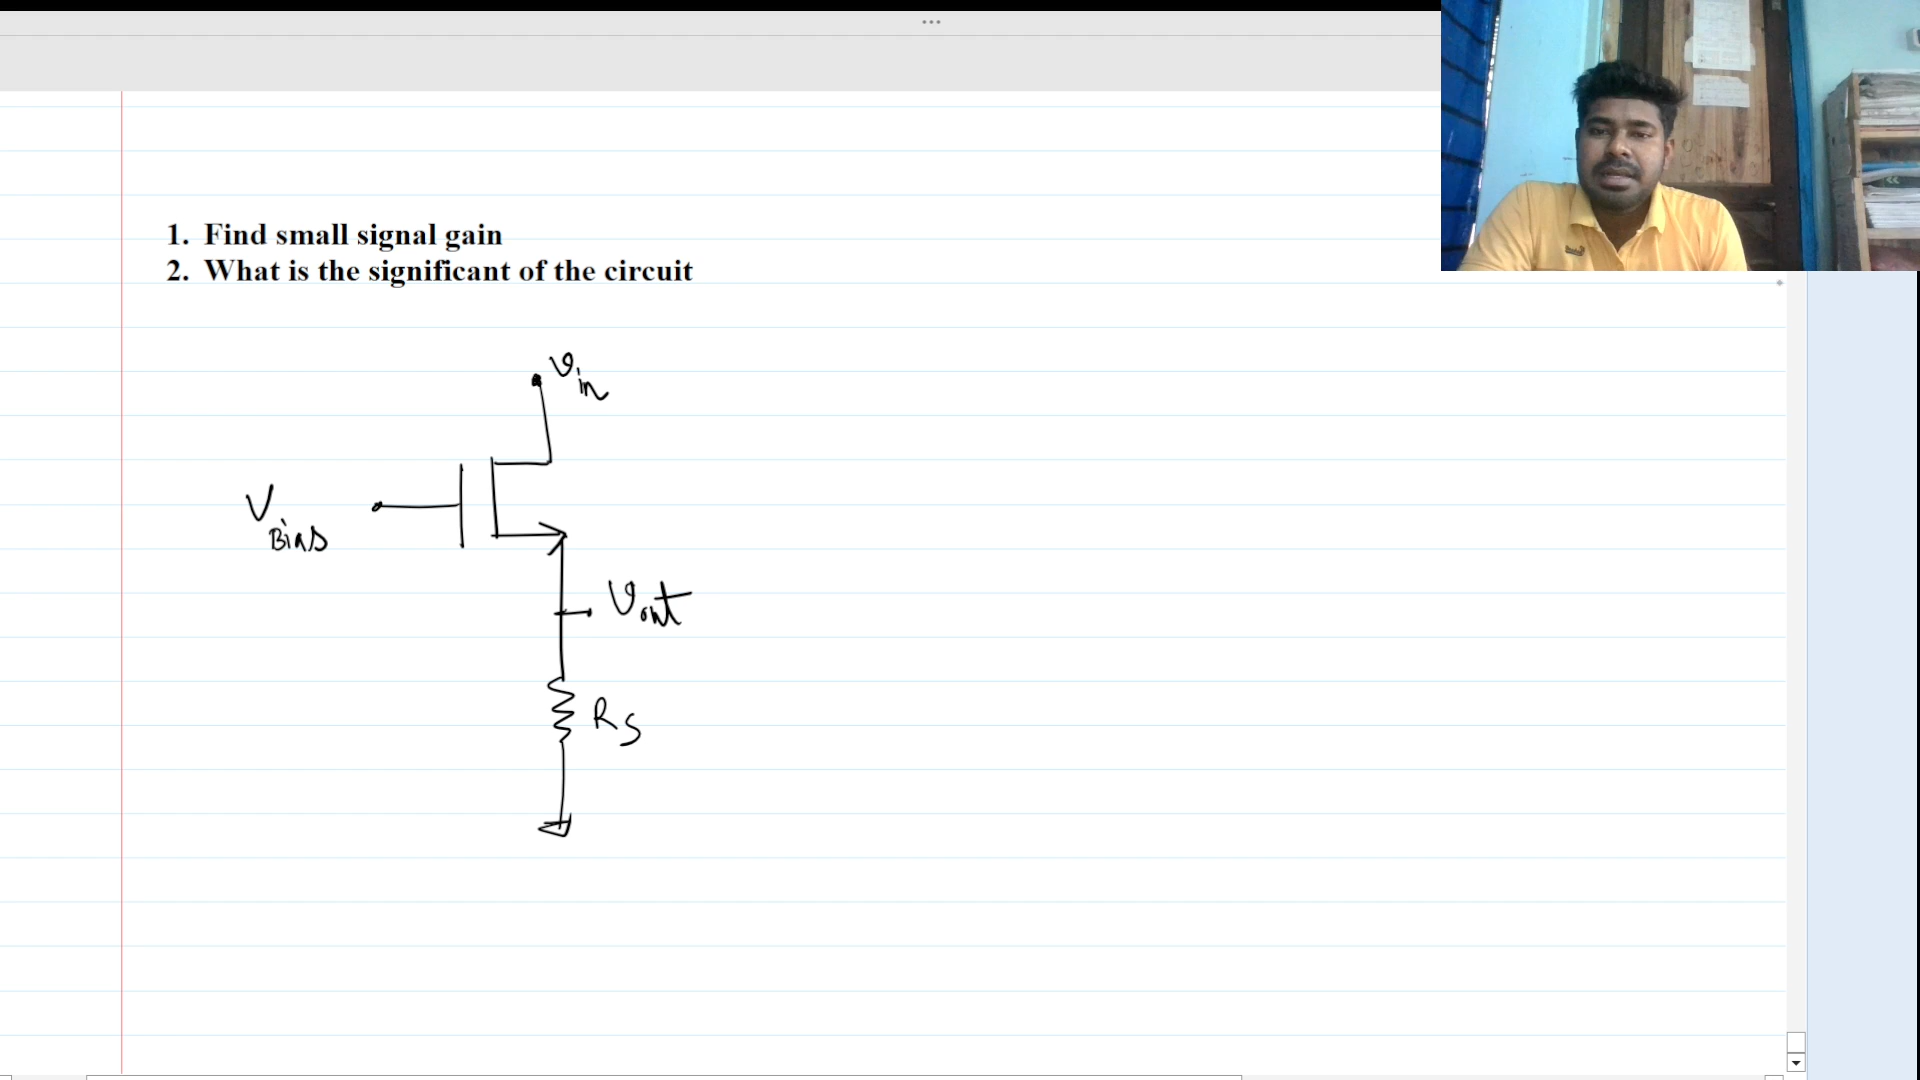 1. Find small signal gain
2. What is the significant of the circuit
Vin
VBias
Vout
RS